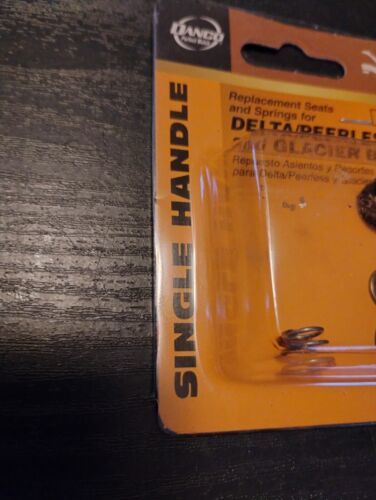 DANCO
Replacement Seats
and Springs for
DELTA/PEERLES
GLACIER B
Repuesto Asientos y Resortes
para Delta/Peerless y Glacier
SINGLE HANDLE